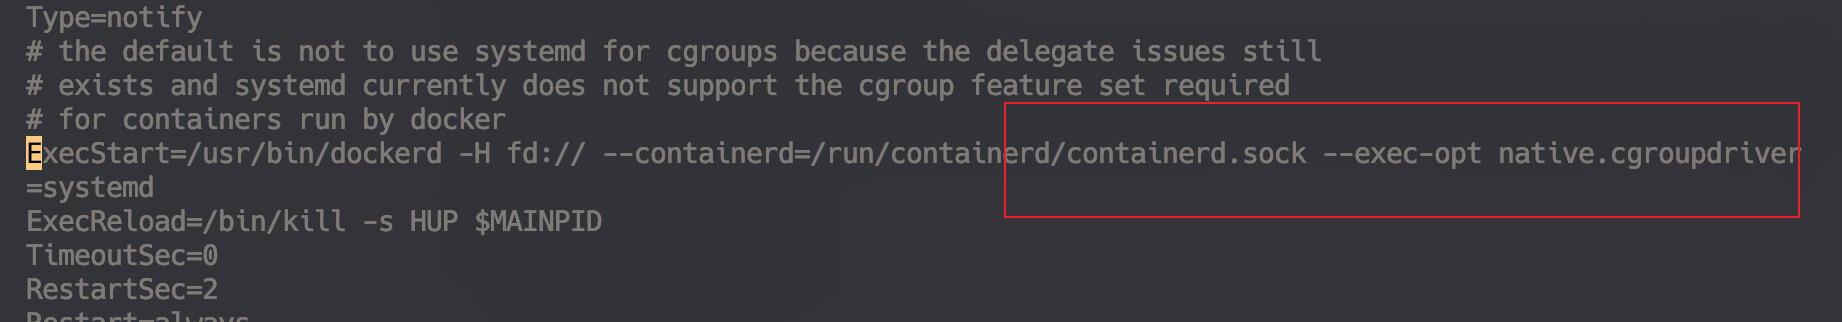 Type=notify
# the default is not to use systemd for cgroups because the delegate issues still
# exists and systemd currently does not support the cgroup feature set required
# for containers run by docker
ExecStart=/usr/bin/dockerd -H fd:// --containerd=/run/containerd/containerd.sock --exec-opt native.cgroupdriver
=systemd
ExecReload=/bin/kill -s HUP $MAINPID
TimeoutSec=0
RestartSec=2
Restart=always